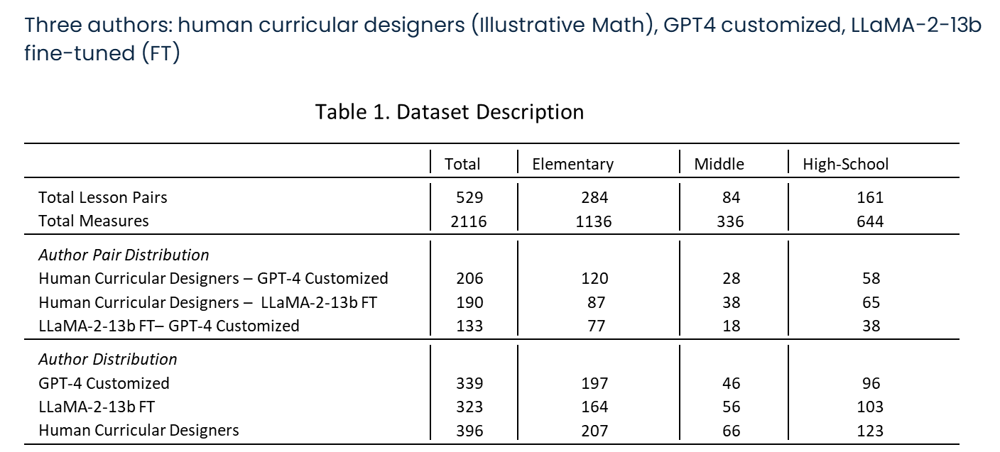 Three authors: human curricular designers (Illustrative Math), GPT4 customized, LLaMA-2-13b
fine-tuned (FT)
Table 1. Dataset Description
Total Elementary Middle High-School
Total Lesson Pairs 529 284 84 161
Total Measures 2116 1136 336 644
Author Pair Distribution
Human Curricular Designers – GPT-4 Customized 206 120 28 58
Human Curricular Designers – LLaMA-2-13b FT 190 87 38 65
LLaMA-2-13b FT– GPT-4 Customized 133 77 18 38
Author Distribution
GPT-4 Customized 339 197 46 96
LLaMA-2-13b FT 323 164 56 103
Human Curricular Designers 396 207 66 123